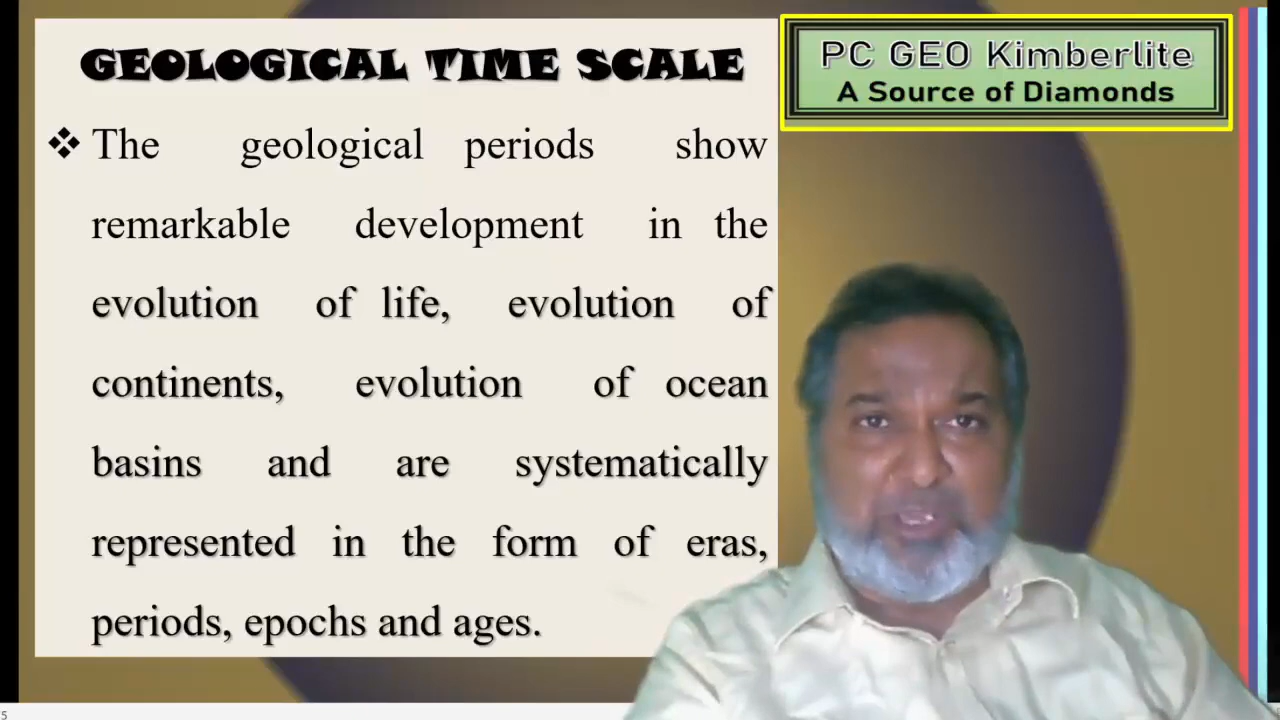 GEOLOGICAL TIME SCALE
PC GEO Kimberlite
A Source of Diamonds
❖ The geological periods show
remarkable development in the
evolution of life, evolution of
continents, evolution of ocean
basins and are systematically
represented in the form of eras,
periods, epochs and ages.